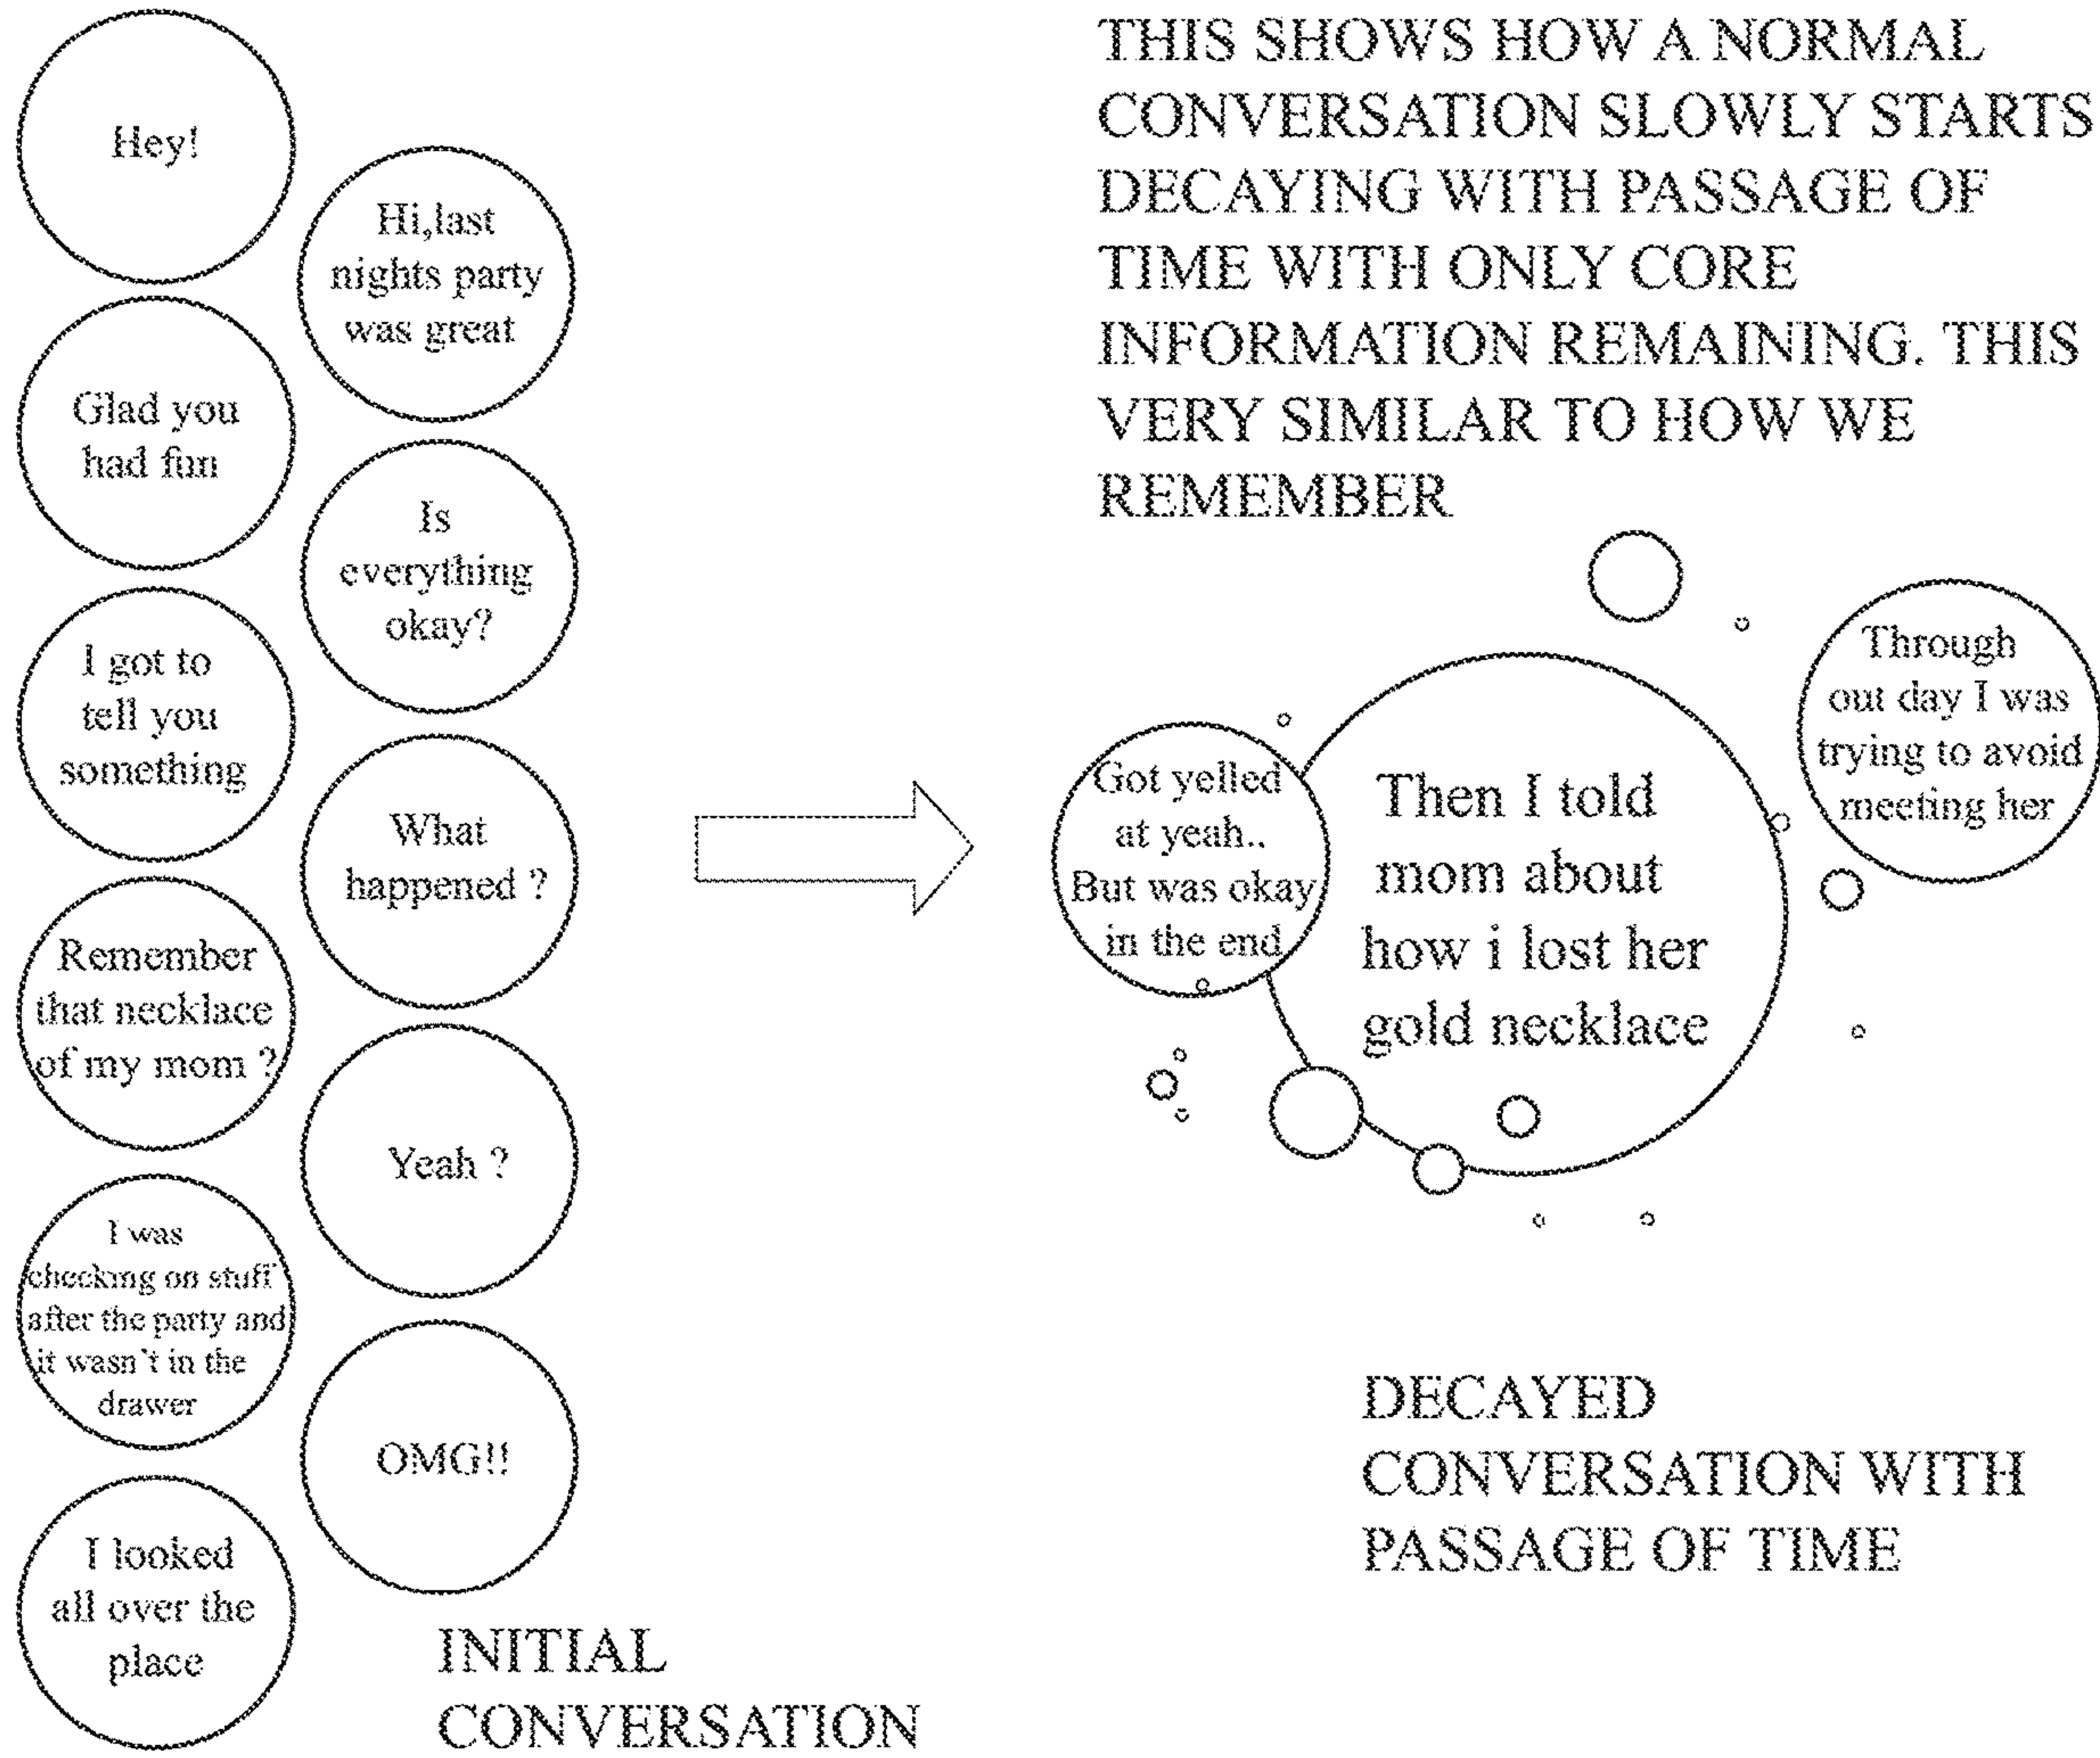 Hey!
Hi,last
nights party
was great
Glad you
had fun
Is
everything
okay?
I got to
tell you
something
What
happened ?
Remember
that necklace
of my mom ?
Yeah ?
I was
checking on stuff
after the party and
it wasn't in the
drawer
OMG!!
I looked
all over the
place
INITIAL
CONVERSATION
THIS SHOWS HOW A NORMAL
CONVERSATION SLOWLY STARTS
DECAYING WITH PASSAGE OF
TIME WITH ONLY CORE
INFORMATION REMAINING. THIS
VERY SIMILAR TO HOW WE
REMEMBER
Got yelled
at yeah..
But was okay
in the end
Then I told
mom about
how i lost her
gold necklace
Through
out day I was
trying to avoid
meeting her
DECAYED
CONVERSATION WITH
PASSAGE OF TIME